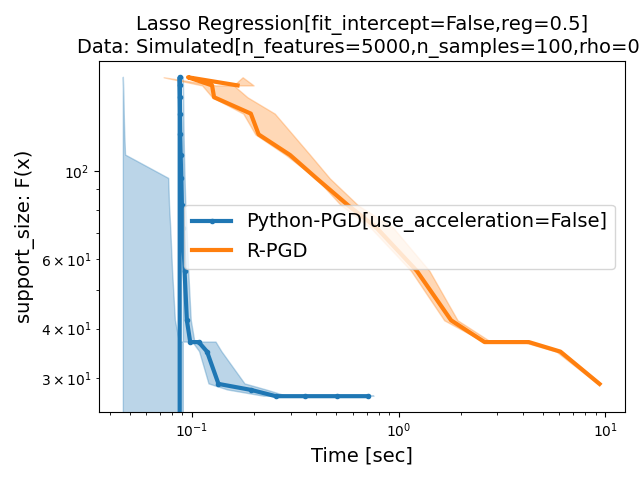 Lasso Regression[fit_intercept=False,reg=0.5]
Data: Simulated[n_features=5000,n_samples=100,rho=0
support_size: F(x)
10²
6 × 10¹
4 × 10¹
3 × 10¹
Python-PGD[use_acceleration=False]
R-PGD
10⁻¹
10⁰
10¹
Time [sec]